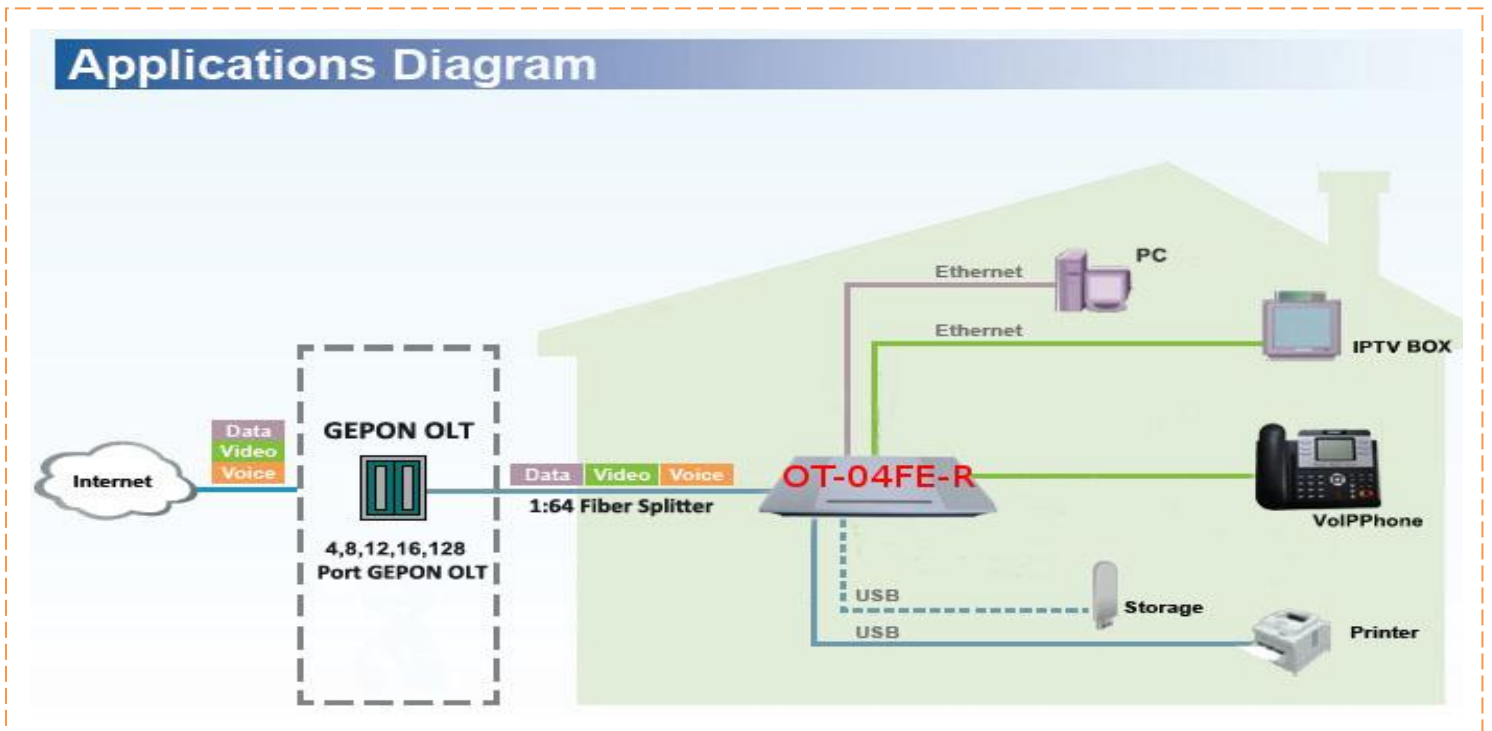 Applications Diagram
PC
Ethernet
Ethernet
IPTV BOX
Data
Video
Voice
GEPON OLT
Internet
Data Video Voice
OT-04FE-R
1:64 Fiber Splitter
VoIPPhone
4,8,12,16,128
Port GEPON OLT
USB
Storage
USB
Printer